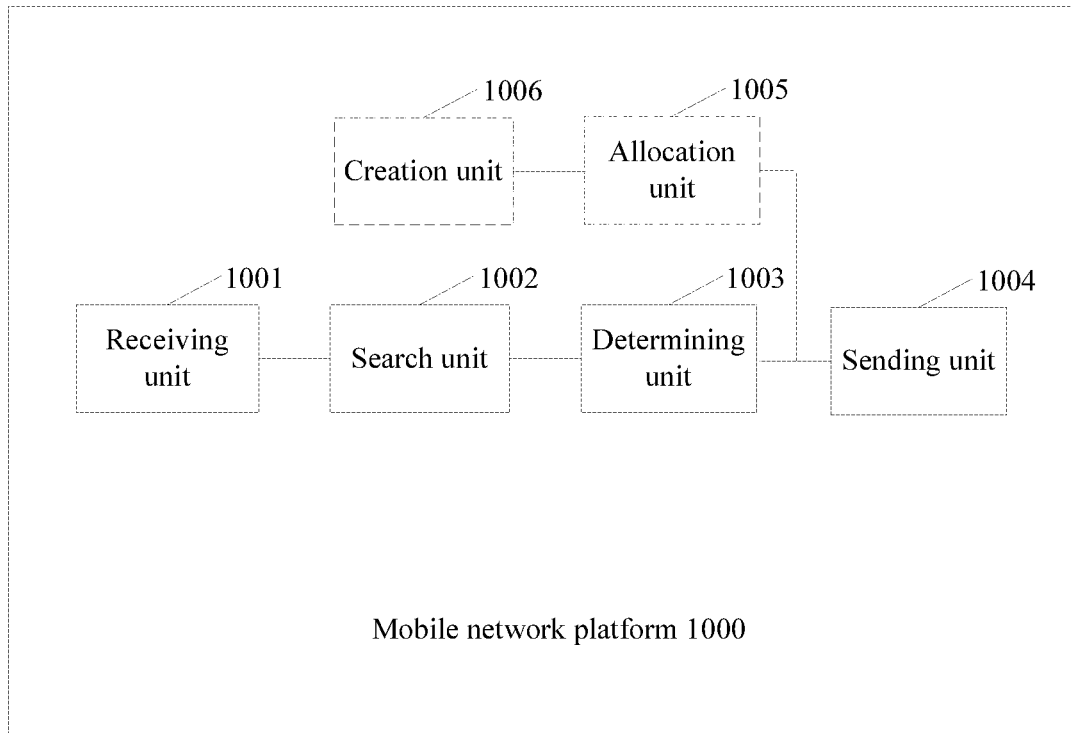 1006
1005
Creation unit
Allocation
unit
1001
1002
1003
1004
Receiving
unit
Search unit
Determining
unit
Sending unit
Mobile network platform 1000